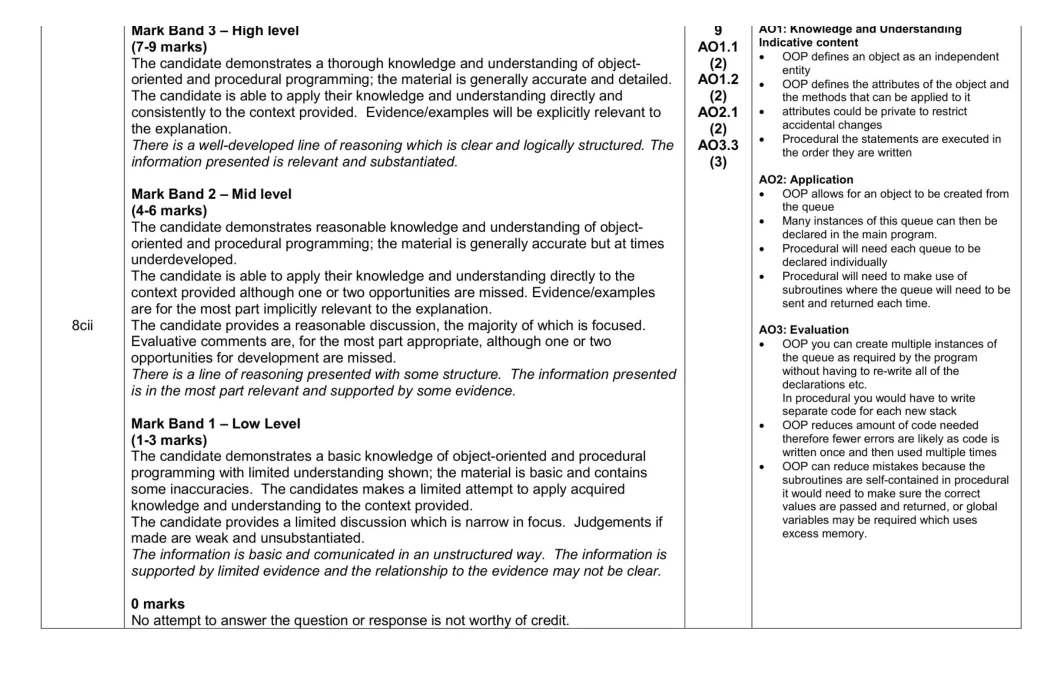 Mark Band 3 – High level
(7-9 marks)
The candidate demonstrates a thorough knowledge and understanding of object-
oriented and procedural programming; the material is generally accurate and detailed.
The candidate is able to apply their knowledge and understanding directly and
consistently to the context provided.  Evidence/examples will be explicitly relevant to
the explanation.
There is a well-developed line of reasoning which is clear and logically structured. The
information presented is relevant and substantiated.
Mark Band 2 – Mid level
(4-6 marks)
The candidate demonstrates reasonable knowledge and understanding of object-
oriented and procedural programming; the material is generally accurate but at times
underdeveloped.
The candidate is able to apply their knowledge and understanding directly to the
context provided although one or two opportunities are missed. Evidence/examples
are for the most part implicitly relevant to the explanation.
8cii
The candidate provides a reasonable discussion, the majority of which is focused.
Evaluative comments are, for the most part appropriate, although one or two
opportunities for development are missed.
There is a line of reasoning presented with some structure.  The information presented
is in the most part relevant and supported by some evidence.
Mark Band 1 – Low Level
(1-3 marks)
The candidate demonstrates a basic knowledge of object-oriented and procedural
programming with limited understanding shown; the material is basic and contains
some inaccuracies.  The candidates makes a limited attempt to apply acquired
knowledge and understanding to the context provided.
The candidate provides a limited discussion which is narrow in focus.  Judgements if
made are weak and unsubstantiated.
The information is basic and comunicated in an unstructured way.  The information is
supported by limited evidence and the relationship to the evidence may not be clear.
0 marks
No attempt to answer the question or response is not worthy of credit.
9
AO1.1
(2)
AO1.2
(2)
AO2.1
(2)
AO3.3
(3)
AO1: Knowledge and Understanding
Indicative content
• OOP defines an object as an independent
entity
• OOP defines the attributes of the object and
the methods that can be applied to it
• attributes could be private to restrict
accidental changes
• Procedural the statements are executed in
the order they are written
AO2: Application
• OOP allows for an object to be created from
the queue
• Many instances of this queue can then be
declared in the main program.
• Procedural will need each queue to be
declared individually
• Procedural will need to make use of
subroutines where the queue will need to be
sent and returned each time.
AO3: Evaluation
• OOP you can create multiple instances of
the queue as required by the program
without having to re-write all of the
declarations etc.
In procedural you would have to write
separate code for each new stack
• OOP reduces amount of code needed
therefore fewer errors are likely as code is
written once and then used multiple times
• OOP can reduce mistakes because the
subroutines are self-contained in procedural
it would need to make sure the correct
values are passed and returned, or global
variables may be required which uses
excess memory.